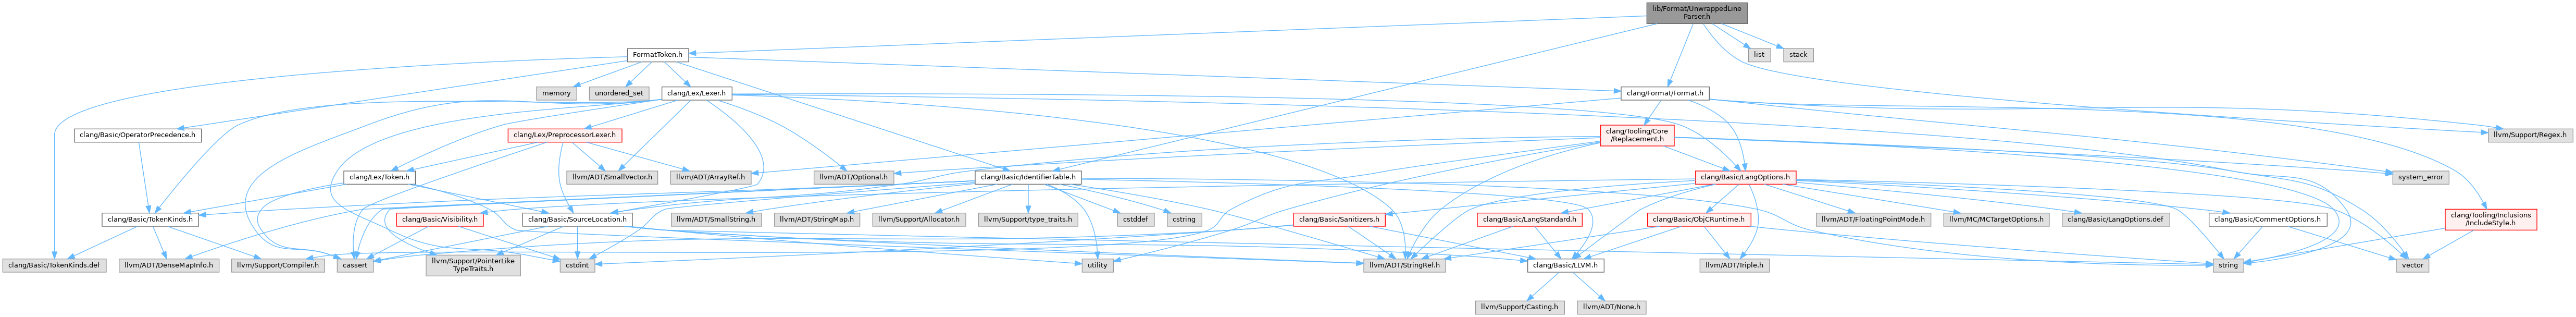 lib/Format/UnwrappedLine
Parser.h
FormatToken.h
list
stack
memory
unordered_set
clang/Lex/Lexer.h
clang/Format/Format.h
clang/Basic/OperatorPrecedence.h
clang/Lex/PreprocessorLexer.h
clang/Tooling/Core
/Replacement.h
llvm/Support/Regex.h
clang/Lex/Token.h
llvm/ADT/SmallVector.h
llvm/ADT/ArrayRef.h
llvm/ADT/Optional.h
clang/Basic/IdentifierTable.h
clang/Basic/LangOptions.h
system_error
clang/Basic/TokenKinds.h
clang/Basic/Visibility.h
clang/Basic/SourceLocation.h
llvm/ADT/SmallString.h
llvm/ADT/StringMap.h
llvm/Support/Allocator.h
llvm/Support/type_traits.h
cstddef
cstring
clang/Basic/Sanitizers.h
clang/Basic/LangStandard.h
clang/Basic/ObjCRuntime.h
llvm/ADT/FloatingPointMode.h
llvm/MC/MCTargetOptions.h
clang/Basic/LangOptions.def
clang/Basic/CommentOptions.h
clang/Tooling/Inclusions
/IncludeStyle.h
clang/Basic/TokenKinds.def
llvm/ADT/DenseMapInfo.h
llvm/Support/Compiler.h
cassert
llvm/Support/PointerLike
TypeTraits.h
cstdint
utility
llvm/ADT/StringRef.h
clang/Basic/LLVM.h
llvm/ADT/Triple.h
string
vector
llvm/Support/Casting.h
llvm/ADT/None.h